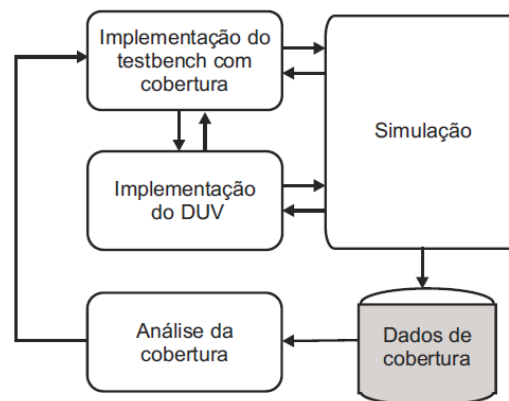 Implementação do
testbench com
cobertura
Simulação
Implementação
do DUV
Análise da
cobertura
Dados de
cobertura